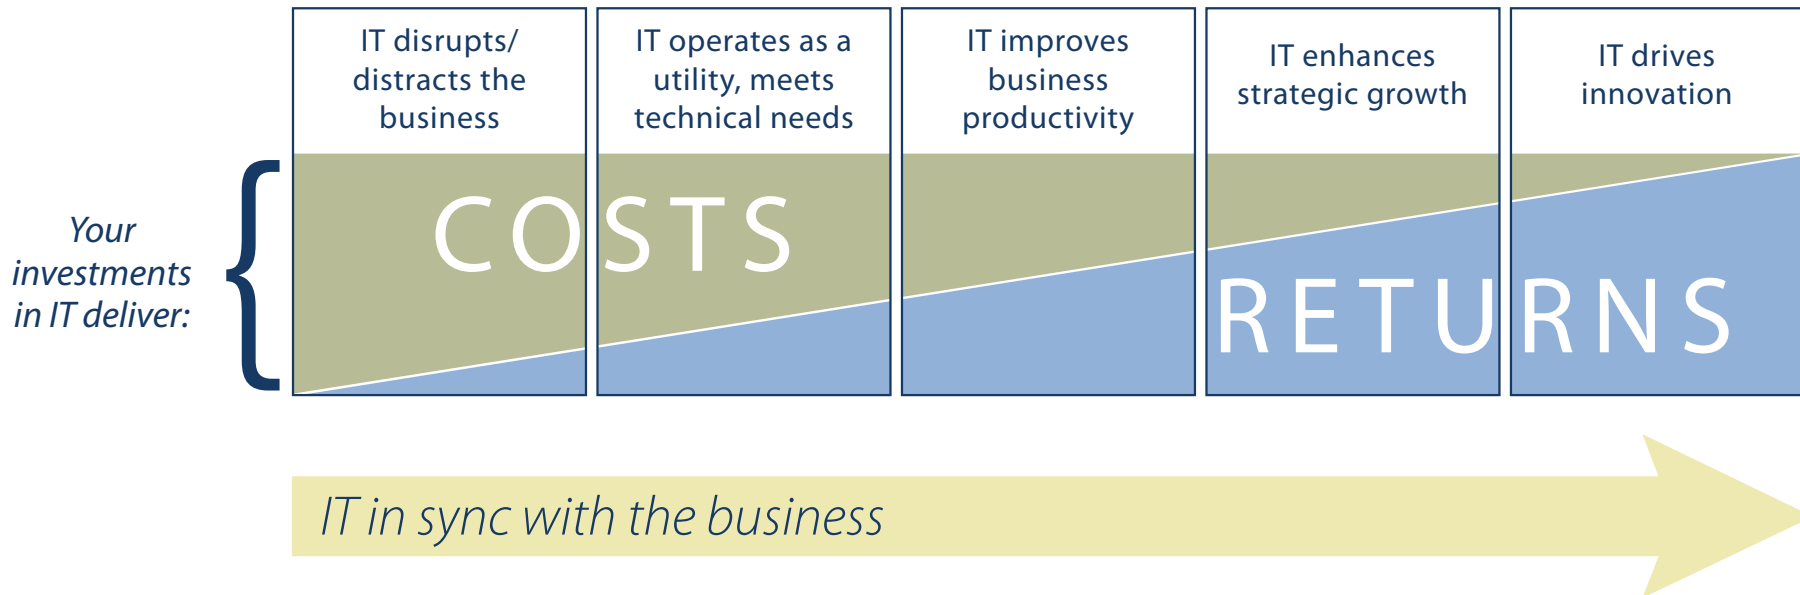 IT disrupts/
distracts the
business
IT operates as a
utility, meets
technical needs
IT improves
business
productivity
IT enhances
strategic growth
IT drives
innovation
Your
investments
in IT deliver:
COSTS
RETURNS
IT in sync with the business